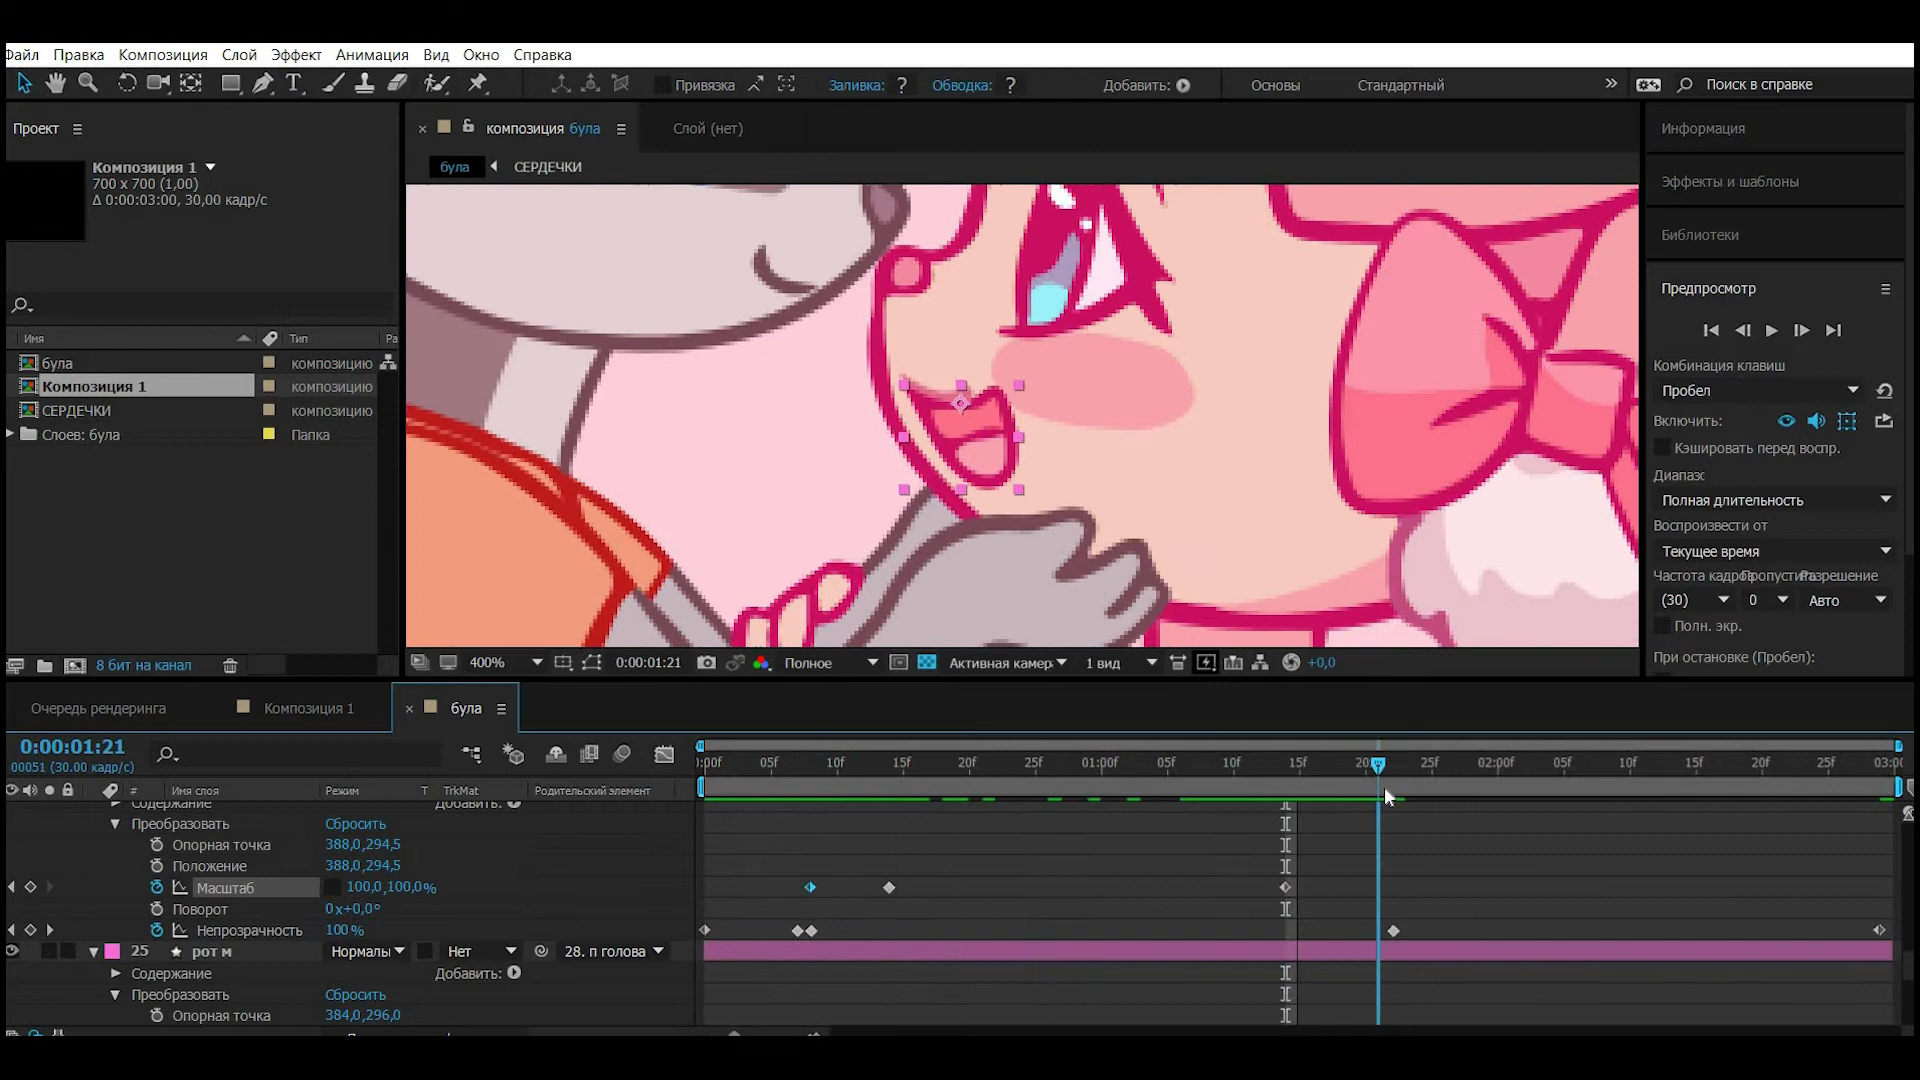 Файл Правка Композиция Слой Эффект Анимация Вид Окно Справка
T Привязка Заливка: ? Обводка: ? Добавить: Основы Стандартный Поиск в справке
Проект
Композиция 1
700 x 700 (1,00)
Δ 0:00:03:00, 30,00 кадр/с
× композиция була Слой (нет)
була СЕРДЕЧКИ
Информация
Эффекты и шаблоны
Библиотеки
Предпросмотр
Комбинация клавиш
Пробел
Включить:
Кэшировать перед воспр.
Диапаз
Полная длительность
Воспроизвести от
Текущее время
Частота кадров Пропустить Разрешение
(30) 0 Авто
Полн. экр.
При остановке (Пробел):
Имя Тип Ра
була композицию
Композиция 1 композицию
СЕРДЕЧКИ композицию
Слоев: була Папка
8 бит на канал
400% 0:00:01:21 Полное Активная камер 1 вид +0,0
Очередь рендеринга Композиция 1 × була
0:00:01:21
00051 (30.00 кадр/с)
):00f 05f 10f 15f 20f 25f 01:00f 05f 10f 15f 20 25f 02:00f 05f 10f 15f 20f 25f 03:00
# Имя слоя Режим T TrkMat Родительский элемент
Содержание Добавить:
Преобразовать Сбросить
Опорная точка 388,0,294,5
Положение 388,0,294,5
Масштаб 100,0,100,0%
Поворот 0x+0,0°
Непрозрачность 100%
25 рот м Нормалы Нет 28. п голова
Содержание Добавить:
Преобразовать Сбросить
Опорная точка 384,0,296,0